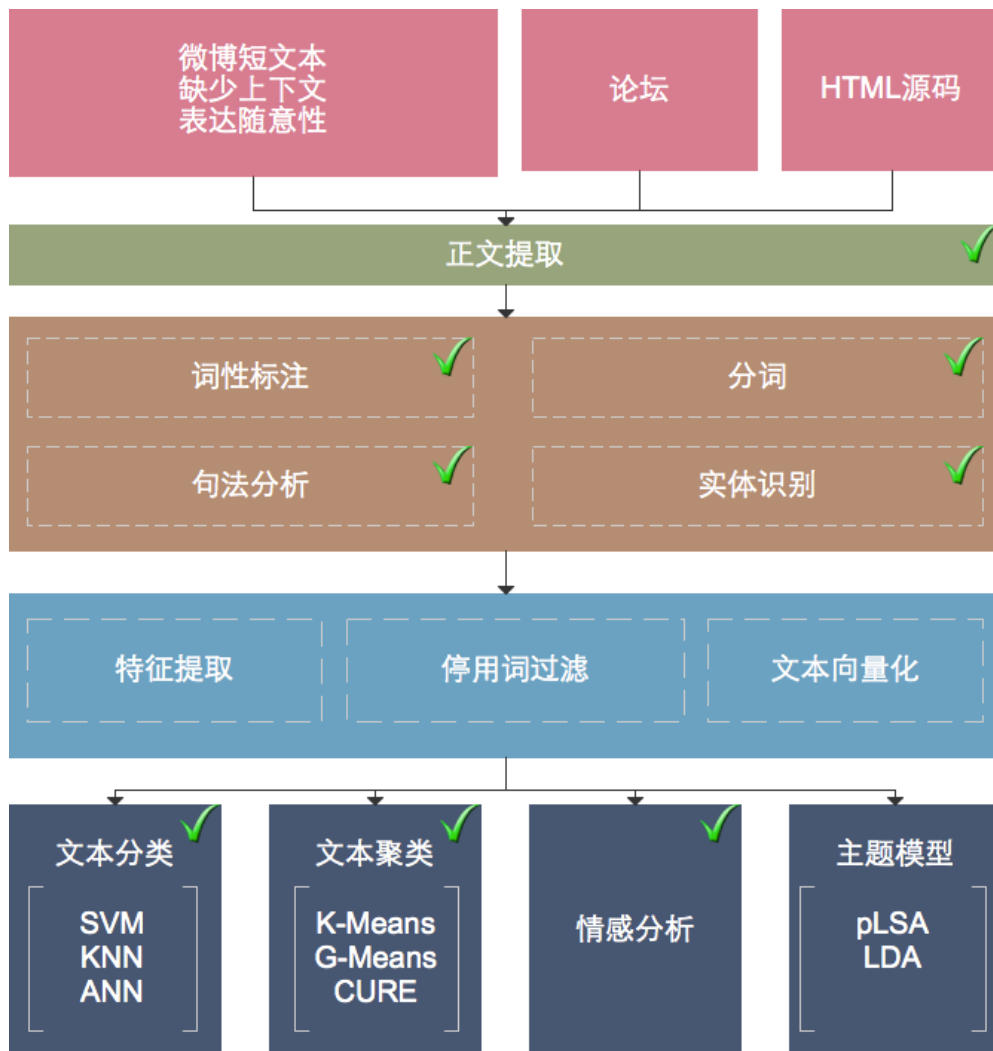 微博短文本
缺少上下文
表达随意性
论坛
HTML源码
正文提取
词性标注
分词
句法分析
实体识别
特征提取
停用词过滤
文本向量化
文本分类
SVM
KNN
ANN
文本聚类
K-Means
G-Means
CURE
情感分析
主题模型
pLSA
LDA